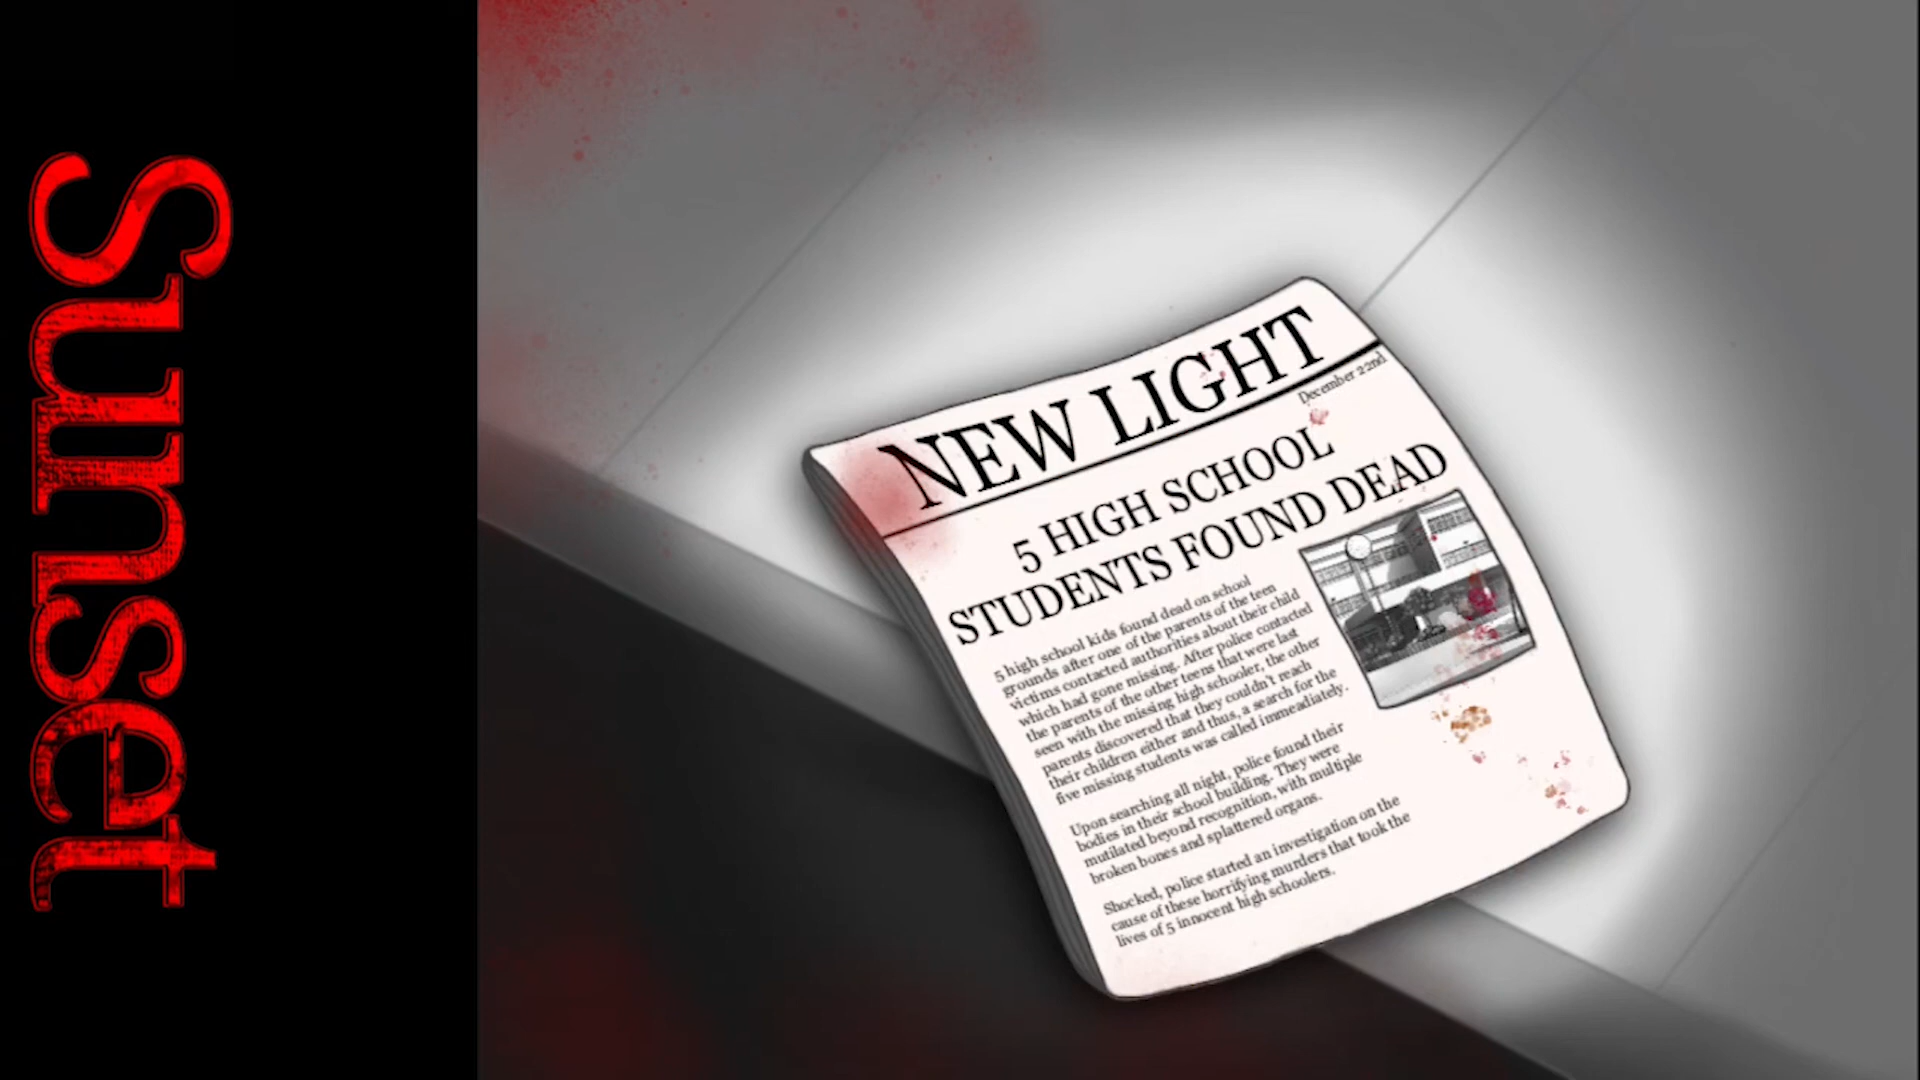 Sunset
NEW LIGHT
December 22nd
5 HIGH SCHOOL
STUDENTS FOUND DEAD
5 high school kids found dead on school
grounds after one of the parents of the teen
victims contacted authorities about their child
which had gone missing. After police contacted
the parents of the other teens that were last
seen with the missing high schooler, the other
parents discovered that they couldn't reach
their children either and thus, a search for the
five missing students was called immeadiately.
Upon searching all night, police found their
bodies in their school building. They were
mutilated beyond recognition, with multiple
broken bones and splattered organs.
Shocked, police started an investigation on the
cause of these horrifying murders that took the
lives of 5 innocent high schoolers.